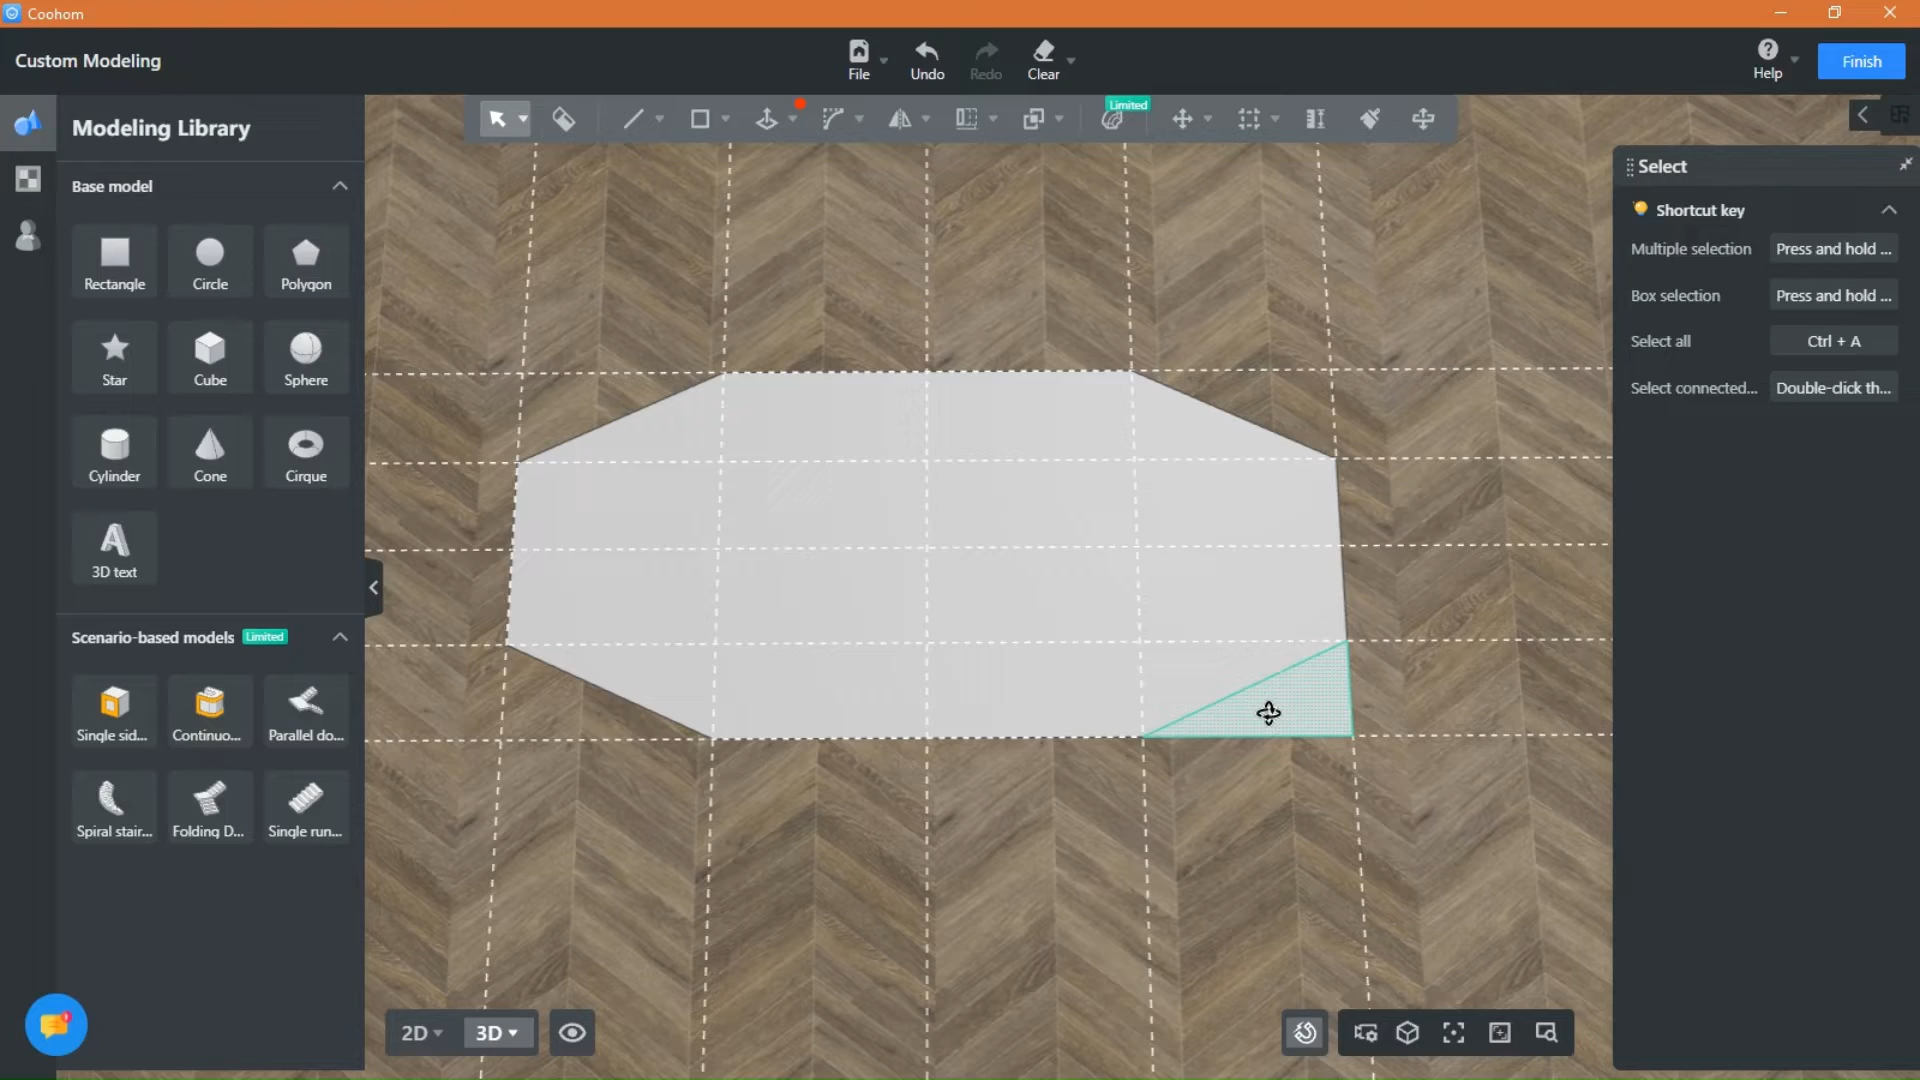 Coohom
Custom Modeling
File
Undo
Redo
Clear
Help
Finish
Limited
Modeling Library
Base model
Rectangle
Circle
Polygon
Star
Cube
Sphere
Cylinder
Cone
Cirque
3D text
Scenario-based models Limited
Single sid...
Continuo...
Parallel do...
Spiral stair...
Folding D...
Single run...
Select
Shortcut key
Multiple selection Press and hold ...
Box selection Press and hold ...
Select all Ctrl + A
Select connected... Double-click th...
2D
3D